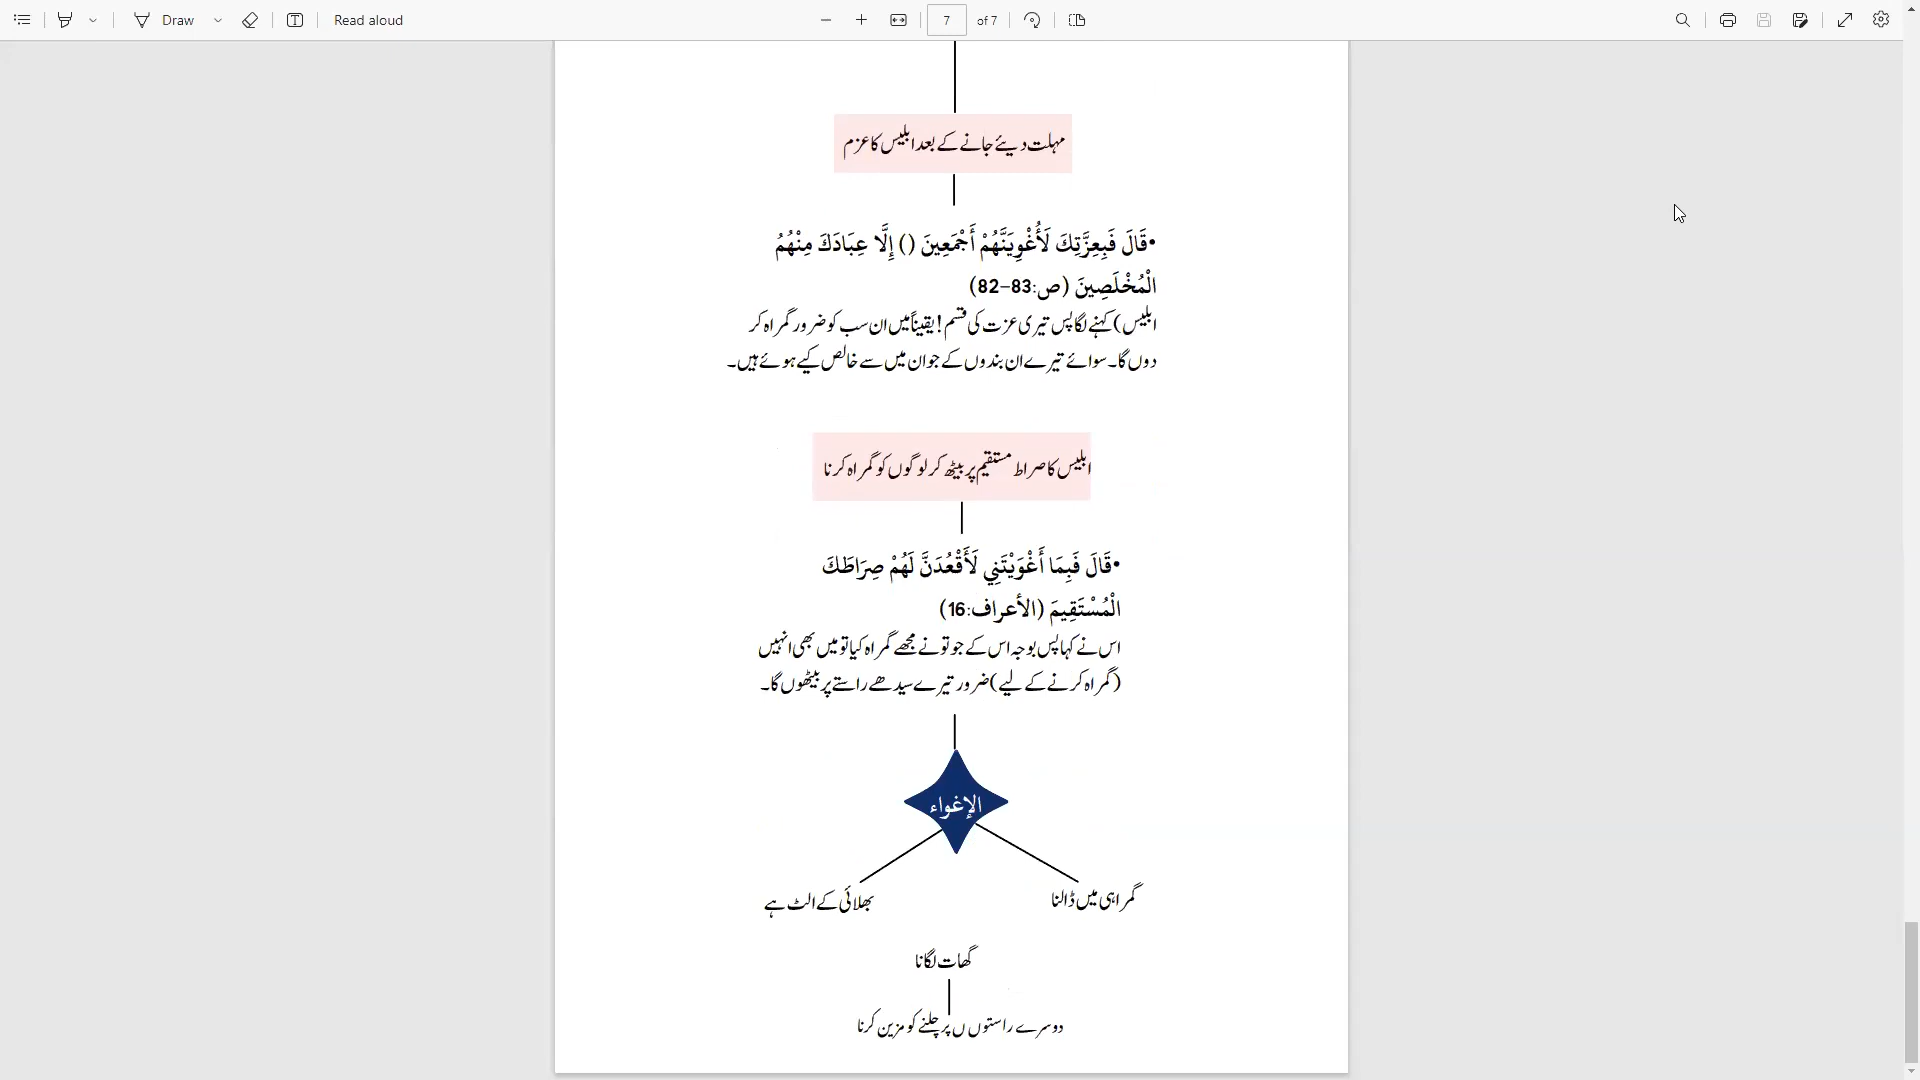 Draw
Read aloud
7
of 7
مہلت دیئے جانے کے بعد ابلیس کا عزم
•قَالَ فَبِعِزَّتِكَ لَأُغْوِيَنَّهُمْ أَجْمَعِينَ () إِلَّا عِبَادَكَ مِنْهُمُ
الْمُخْلَصِينَ (ص:83-82)
ابلیس) کہنے لگا پس تیری عزت کی قسم! یقیناً میں ان سب کو ضرور گمراہ کر
دوں گا۔ سوائے تیرے ان بندوں کے جو ان میں سے خالص کیے ہوئے ہیں۔
ابلیس کا صراط مستقیم پر بیٹھ کر لوگوں کو گمراہ کرنا
•قَالَ فَبِمَا أَغْوَيْتَنِي لَأَقْعُدَنَّ لَهُمْ صِرَاطَكَ
الْمُسْتَقِيمَ (الأعراف:16)
اس نے کہا پس بوجہ اس کے جو تو نے مجھے گمراہ کیا تو میں بھی انہیں
(گمراہ کرنے کے لیے) ضرور تیرے سیدھے راستے پر بیٹھوں گا۔
الإغواء
گمراہی میں ڈالنا
بھلائی کے الٹ ہے
گھات لگانا
دوسرے راستوں ں پر چلنے کو مزین کرنا